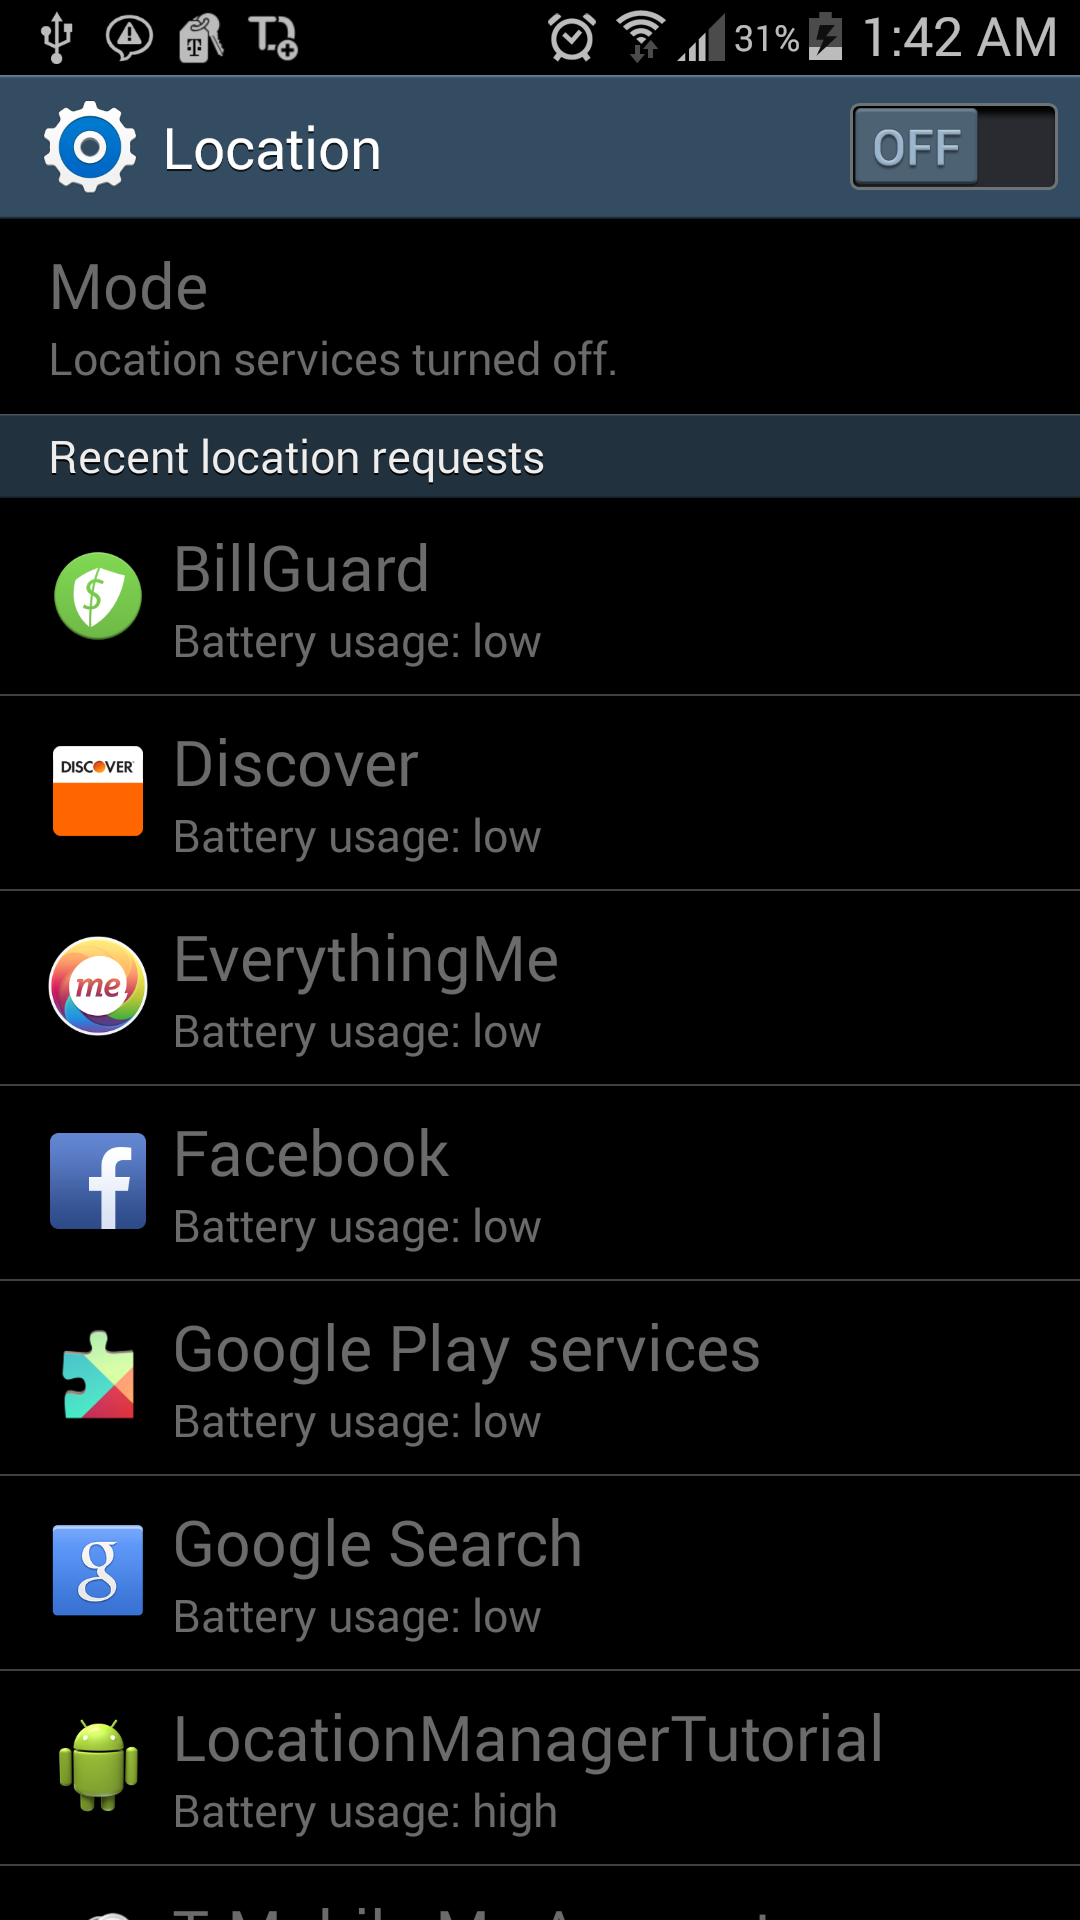 31% 1:42 AM
Location OFF
Mode
Location services turned off.
Recent location requests
BillGuard
Battery usage: low
DISCOVER
Discover
Battery usage: low
me
EverythingMe
Battery usage: low
f
Facebook
Battery usage: low
Google Play services
Battery usage: low
g
Google Search
Battery usage: low
LocationManagerTutorial
Battery usage: high